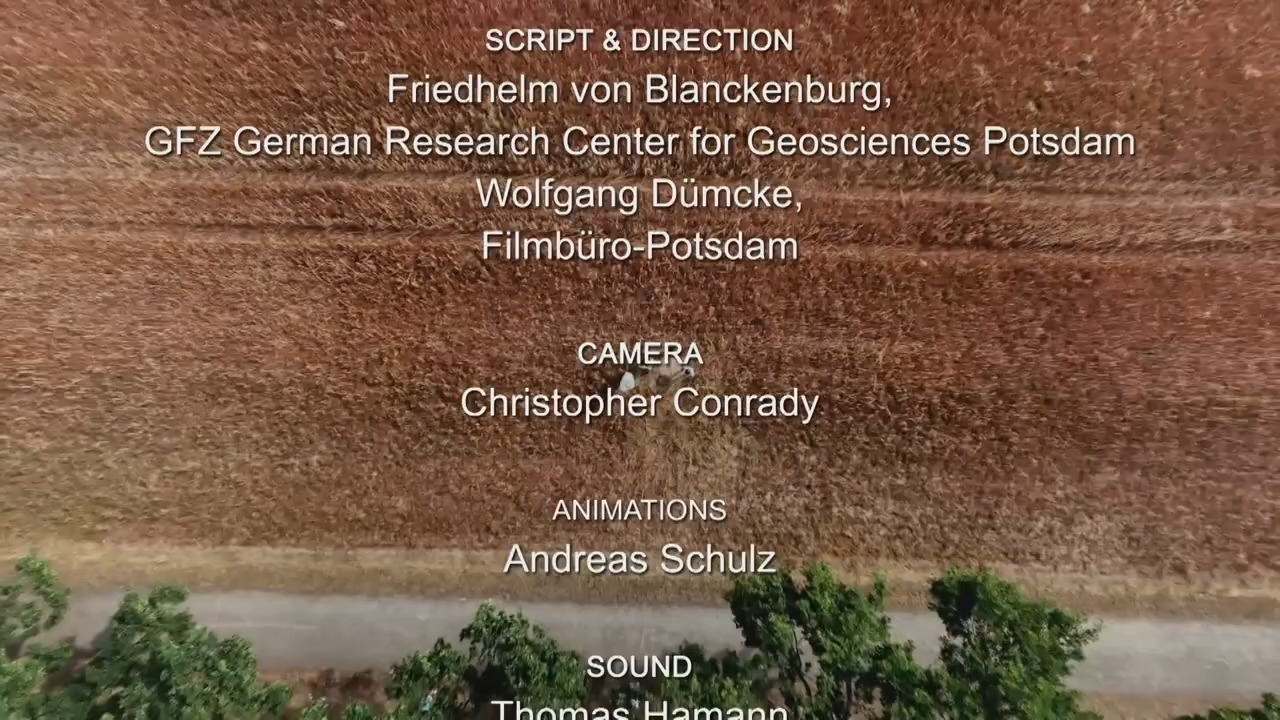 SCRIPT & DIRECTION
Friedhelm von Blanckenburg,
GFZ German Research Center for Geosciences Potsdam
Wolfgang Dümcke,
Filmbüro-Potsdam
CAMERA
Christopher Conrady
ANIMATIONS
Andreas Schulz
SOUND
Thomas Hamann